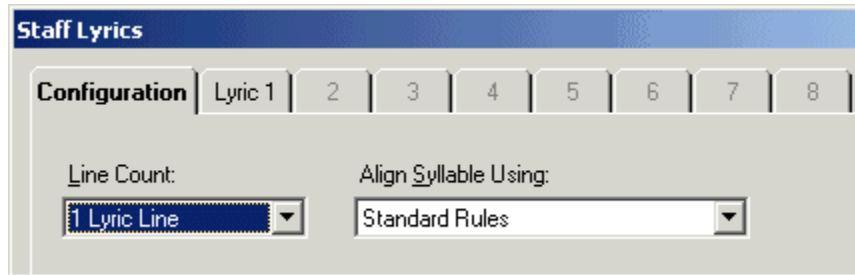 Staff Lyrics
Configuration Lyric 1 2 3 4 5 6 7 8
Line Count: Align Syllable Using:
1 Lyric Line Standard Rules